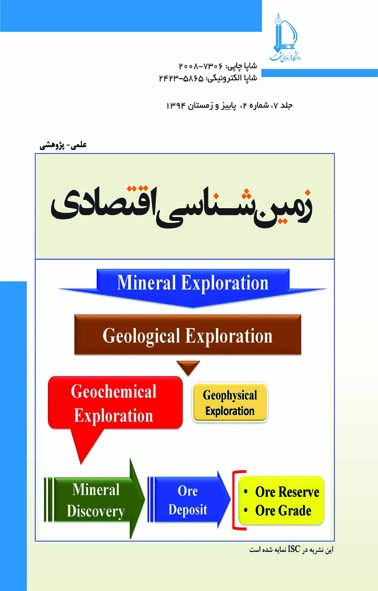 شاپا چاپی: ۷۳۰۶-۲۰۰۸
شاپا الکترونیکی: ۵۸۶۵-۲۴۲۳
جلد ۷، شماره ۲، پاییز و زمستان ۱۳۹۴
علمی - پژوهشی
زمین‌شناسی اقتصادی
Mineral Exploration
Geological Exploration
Geochemical
Exploration
Geophysical
Exploration
Mineral
Discovery
Ore
Deposit
• Ore Reserve
• Ore Grade
این نشریه در ISC نمایه شده است